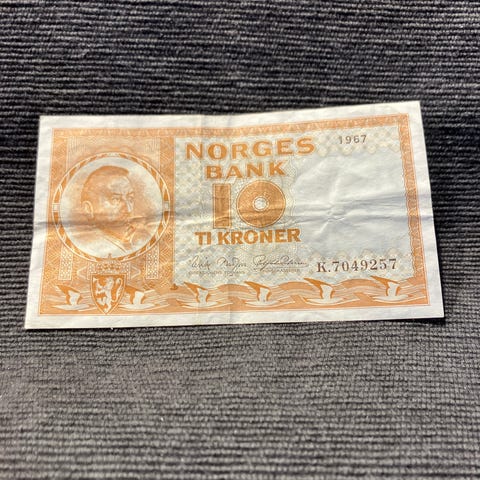 1967
NORGES
BANK
10
TI KRONER
K.7049257